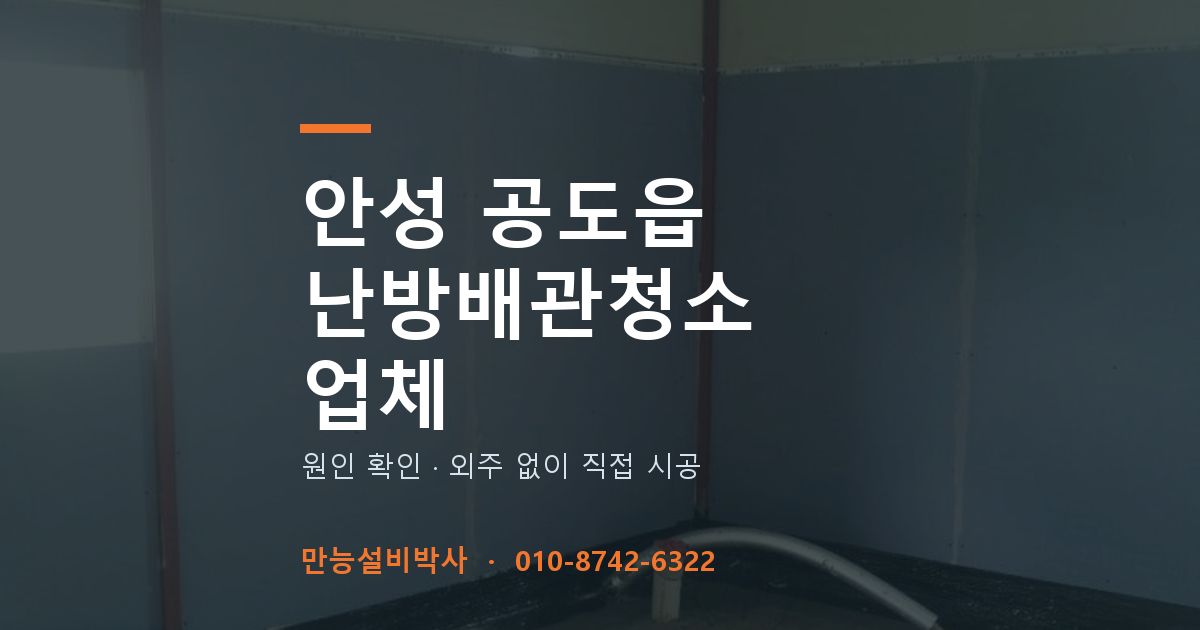 안성 공도읍
난방배관청소
업체
원인 확인 · 외주 없이 직접 시공
만능설비박사 · 010-8742-6322